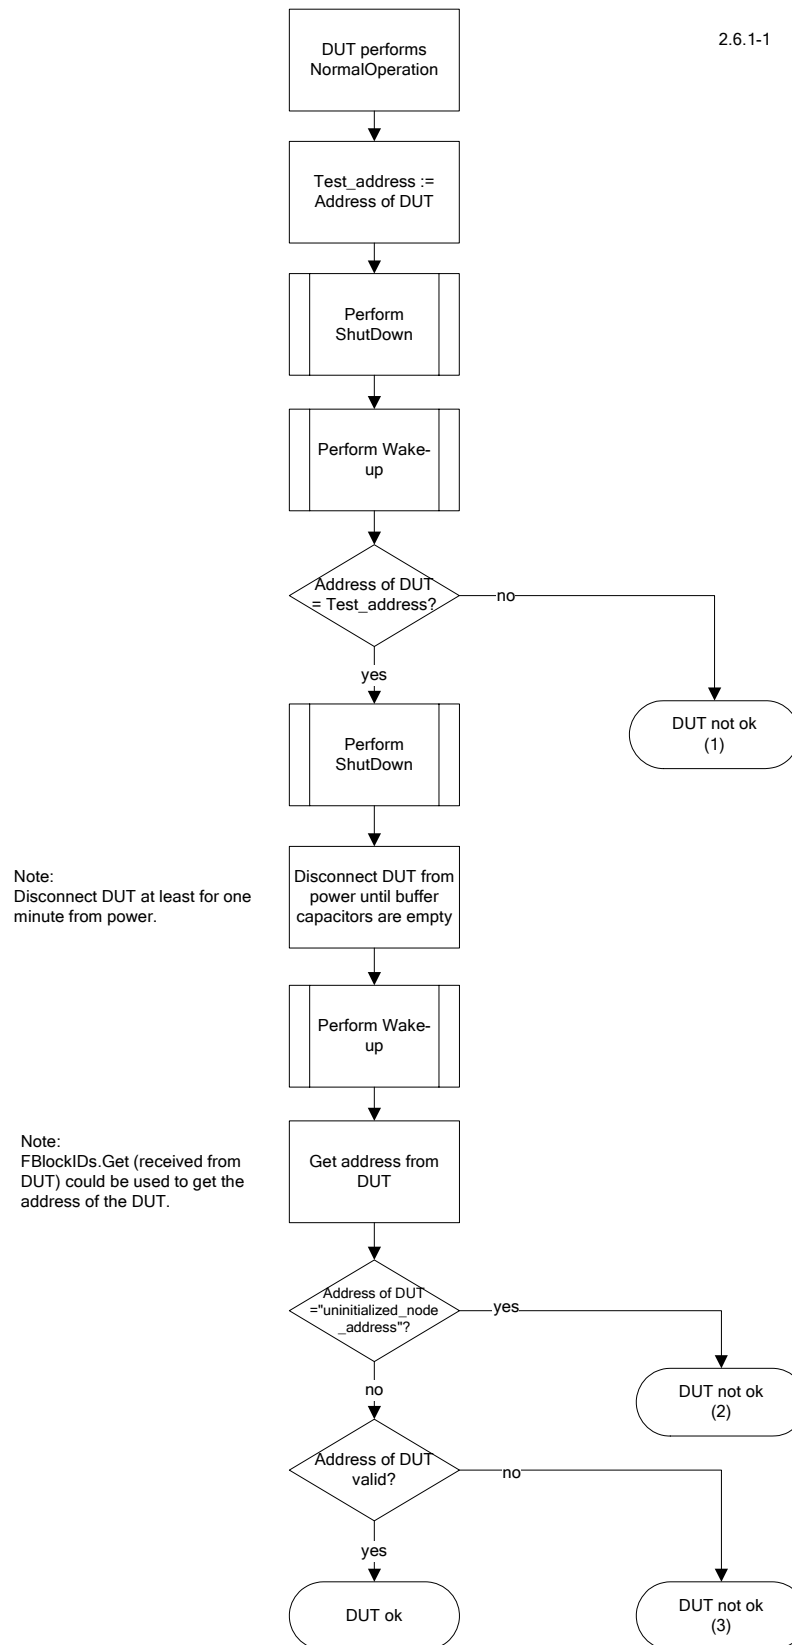 2.6.1-1
DUT performs
NormalOperation
Test_address :=
Address of DUT
Perform
ShutDown
Perform Wake-
up
Address of DUT
= Test_address?
no
yes
DUT not ok
(1)
Perform
ShutDown
Note:
Disconnect DUT at least for one
minute from power.
Disconnect DUT from
power until buffer
capacitors are empty
Perform Wake-
up
Note:
FBlockIDs.Get (received from
DUT) could be used to get the
address of the DUT.
Get address from
DUT
Address of DUT
="uninitialized_node
_address"?
yes
no
DUT not ok
(2)
Address of DUT
valid?
no
yes
DUT ok
DUT not ok
(3)